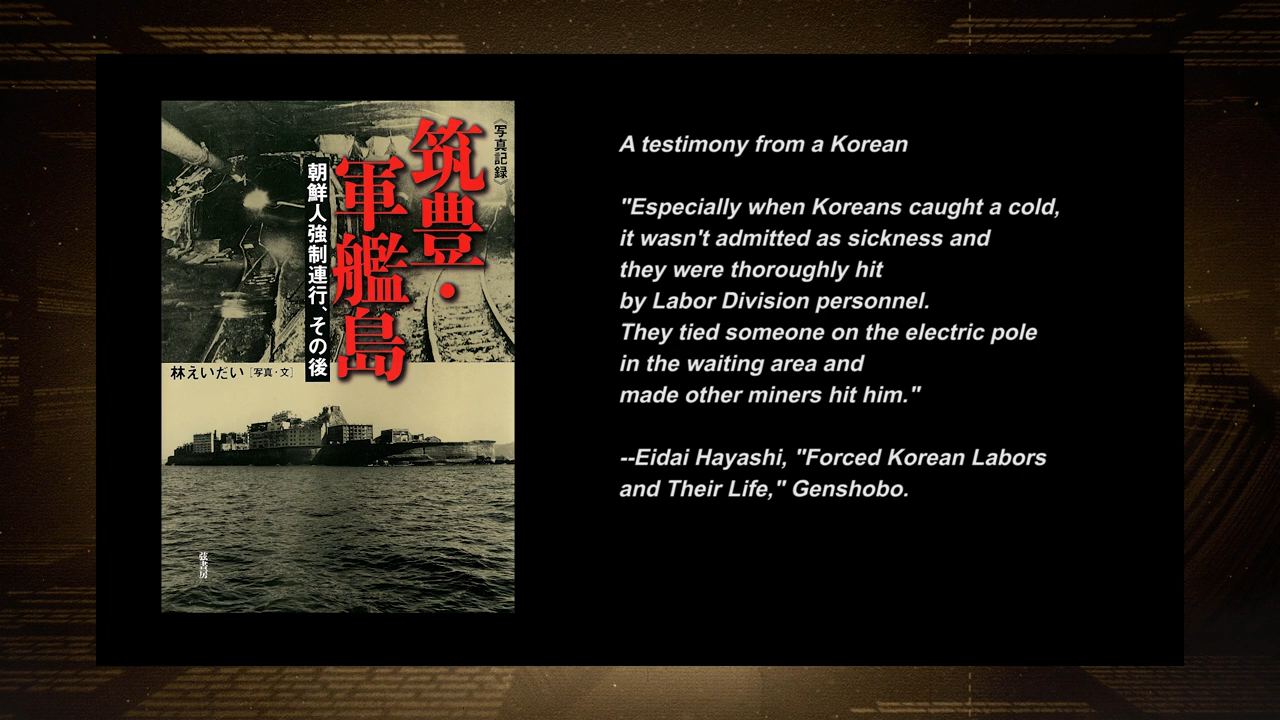 《写真記録》
筑豊・
軍艦島
朝鮮人強制連行、その後
林えいだい [写真・文]
弦書房
A testimony from a Korean
"Especially when Koreans caught a cold,
it wasn't admitted as sickness and
they were thoroughly hit
by Labor Division personnel.
They tied someone on the electric pole
in the waiting area and
made other miners hit him."
--Eidai Hayashi, "Forced Korean Labors
and Their Life," Genshobo.